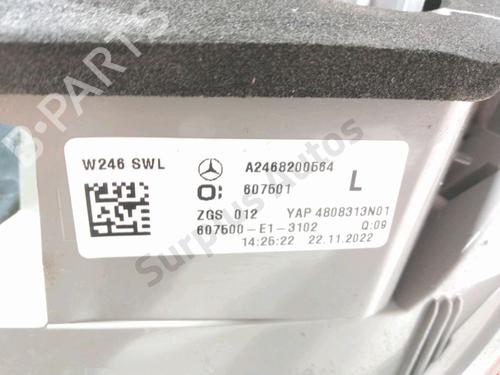 B-PARTS
W246 SWL
A2468200564
607501
L
ZGS 012 YAP 4808313N01
607500-E1-3102 Q:09
14:25:22 22.11.2022
Surplus Autos